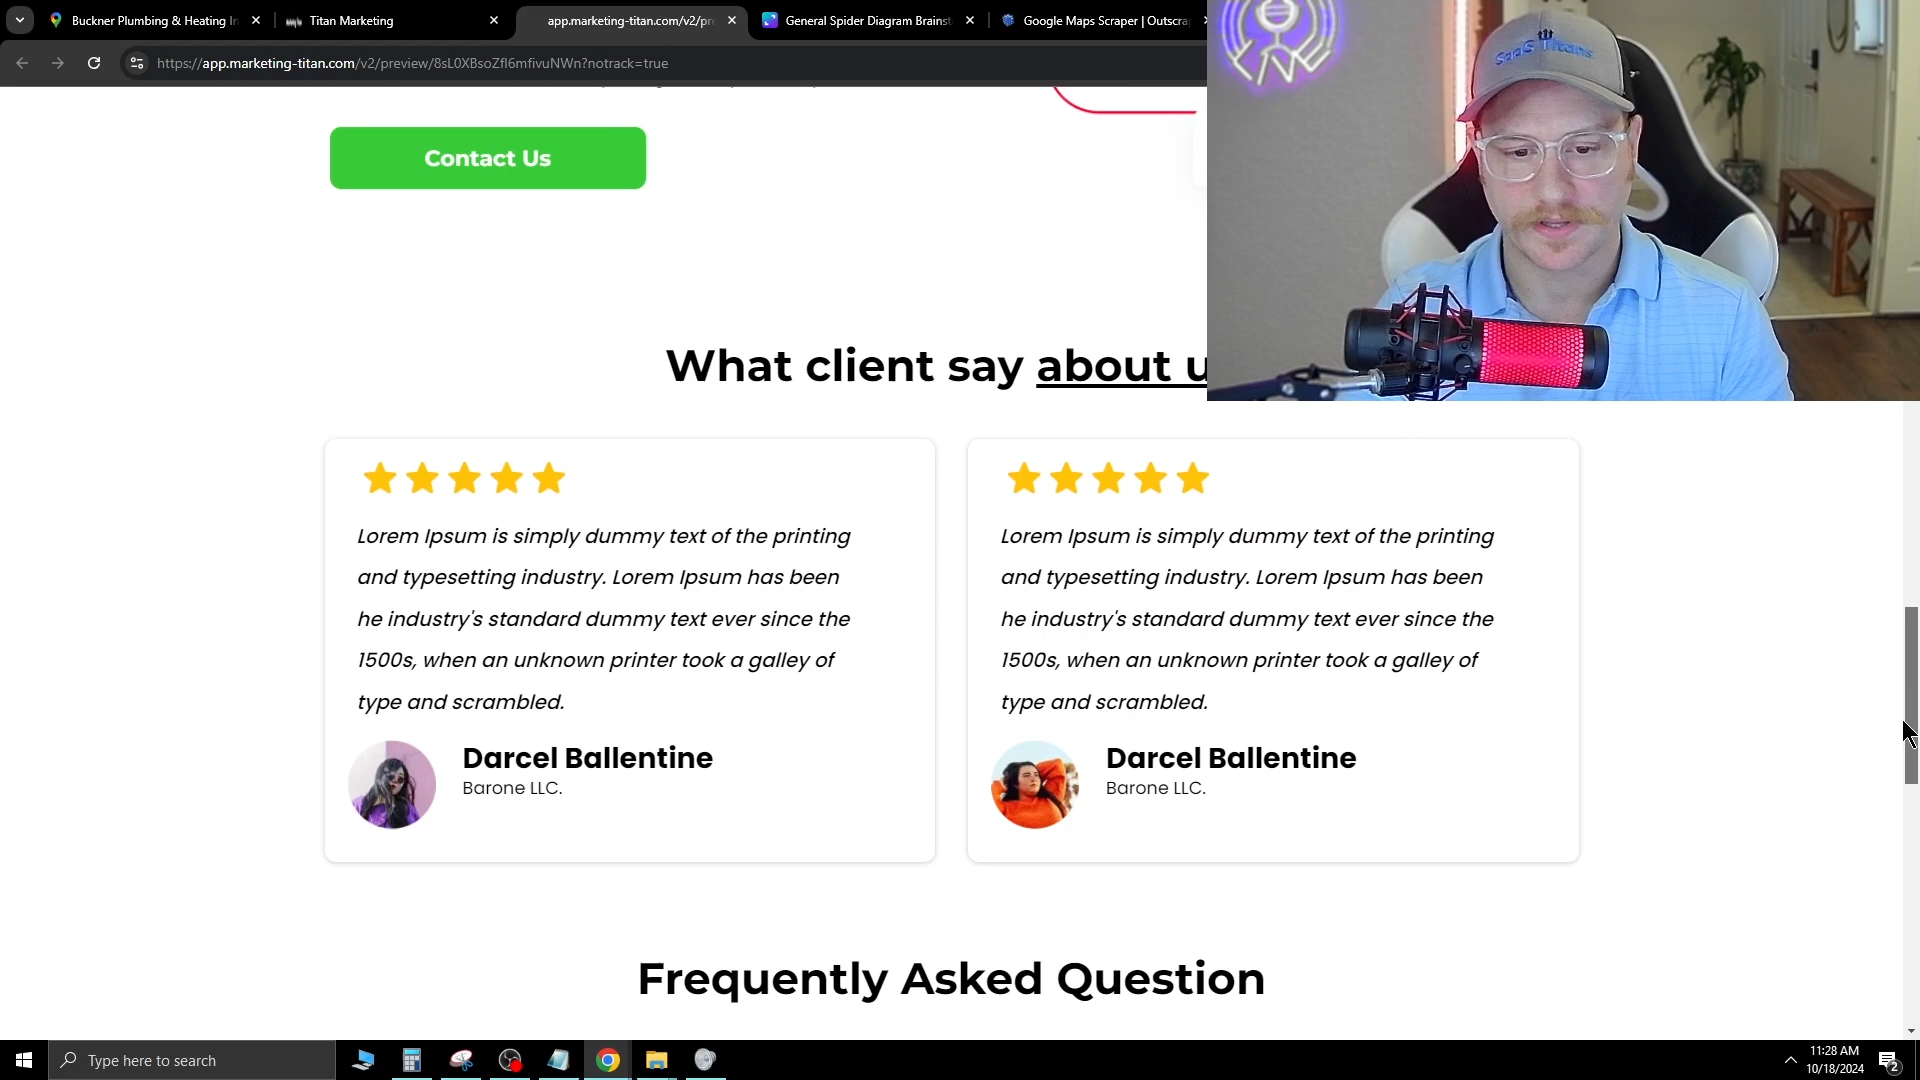 Buckner Plumbing & Heating In
Titan Marketing
app.marketing-titan.com/v2/pr
General Spider Diagram Brainst
Google Maps Scraper | Outscra
https://app.marketing-titan.com/v2/preview/8sL0XBsoZfI6mfivuNWn?notrack=true
SaaS Titans
Contact Us
What client say about u
Lorem Ipsum is simply dummy text of the printing
and typesetting industry. Lorem Ipsum has been
he industry's standard dummy text ever since the
1500s, when an unknown printer took a galley of
type and scrambled.
Darcel Ballentine
Barone LLC.
Lorem Ipsum is simply dummy text of the printing
and typesetting industry. Lorem Ipsum has been
he industry's standard dummy text ever since the
1500s, when an unknown printer took a galley of
type and scrambled.
Darcel Ballentine
Barone LLC.
Frequently Asked Question
Type here to search
11:28 AM
10/18/2024
2